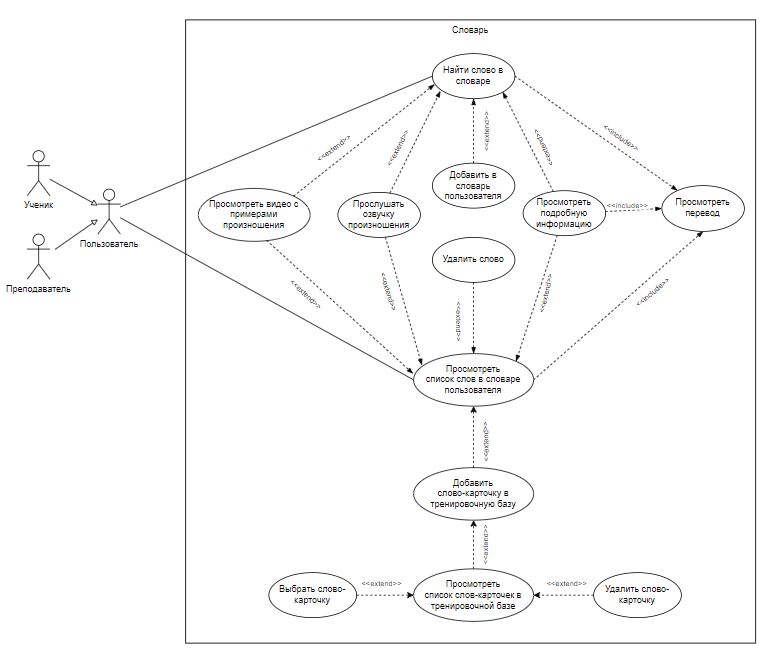 Словарь
Найти слово в
словаре
<<extend>>
<<extend>>
<<extend>>
<<extend>>
<<include>>
Ученик
Пользователь
Преподаватель
Просмотреть видео с
примерами
произношения
Прослушать
озвучку
произношения
Добавить в
словарь
пользователя
Просмотреть
подробную
информацию
<<include>>
Просмотреть
перевод
Удалить слово
<<extend>>
<<extend>>
<<extend>>
<<extend>>
<<include>>
Просмотреть
список слов в словаре
пользователя
<<extend>>
Добавить
слово-карточку в
тренировочную базу
<<extend>>
Выбрать слово-
карточку
<<extend>>
Просмотреть
список слов-карточек в
тренировочной базе
<<extend>>
Удалить слово-
карточку